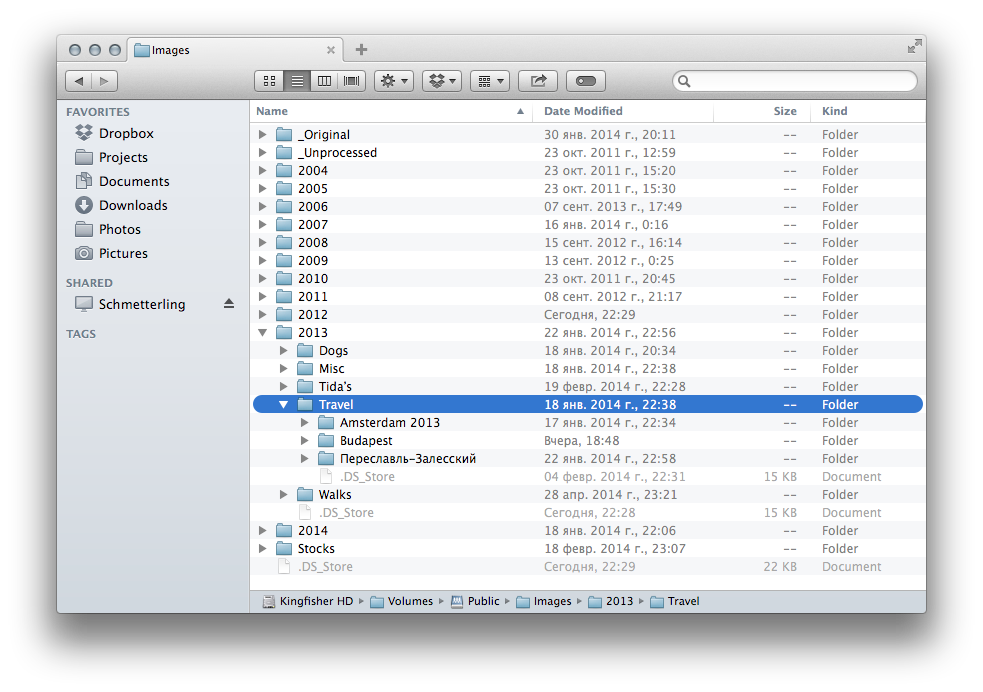 Images
FAVORITES
Dropbox
Projects
Documents
Downloads
Photos
Pictures
SHARED
Schmetterling
TAGS
Name Date Modified Size Kind
_Original 30 янв. 2014 г., 20:11 -- Folder
_Unprocessed 23 окт. 2011 г., 12:59 -- Folder
2004 23 окт. 2011 г., 15:20 -- Folder
2005 23 окт. 2011 г., 15:30 -- Folder
2006 07 сент. 2013 г., 17:49 -- Folder
2007 16 янв. 2014 г., 0:16 -- Folder
2008 15 сент. 2012 г., 16:14 -- Folder
2009 13 сент. 2012 г., 0:25 -- Folder
2010 23 окт. 2011 г., 20:45 -- Folder
2011 08 сент. 2012 г., 21:17 -- Folder
2012 Сегодня, 22:29 -- Folder
2013 22 янв. 2014 г., 22:56 -- Folder
Dogs 18 янв. 2014 г., 20:34 -- Folder
Misc 18 янв. 2014 г., 22:38 -- Folder
Tida's 19 февр. 2014 г., 22:28 -- Folder
Travel 18 янв. 2014 г., 22:38 -- Folder
Amsterdam 2013 17 янв. 2014 г., 22:34 -- Folder
Budapest Вчера, 18:48 -- Folder
Переславль-Залесский 22 янв. 2014 г., 22:58 -- Folder
.DS_Store 04 февр. 2014 г., 22:31 15 KB Document
Walks 28 апр. 2014 г., 23:21 -- Folder
.DS_Store Сегодня, 22:28 15 KB Document
2014 18 янв. 2014 г., 22:06 -- Folder
Stocks 18 февр. 2014 г., 23:07 -- Folder
.DS_Store Сегодня, 22:29 22 KB Document
Kingfisher HD ▸ Volumes ▸ Public ▸ Images ▸ 2013 ▸ Travel